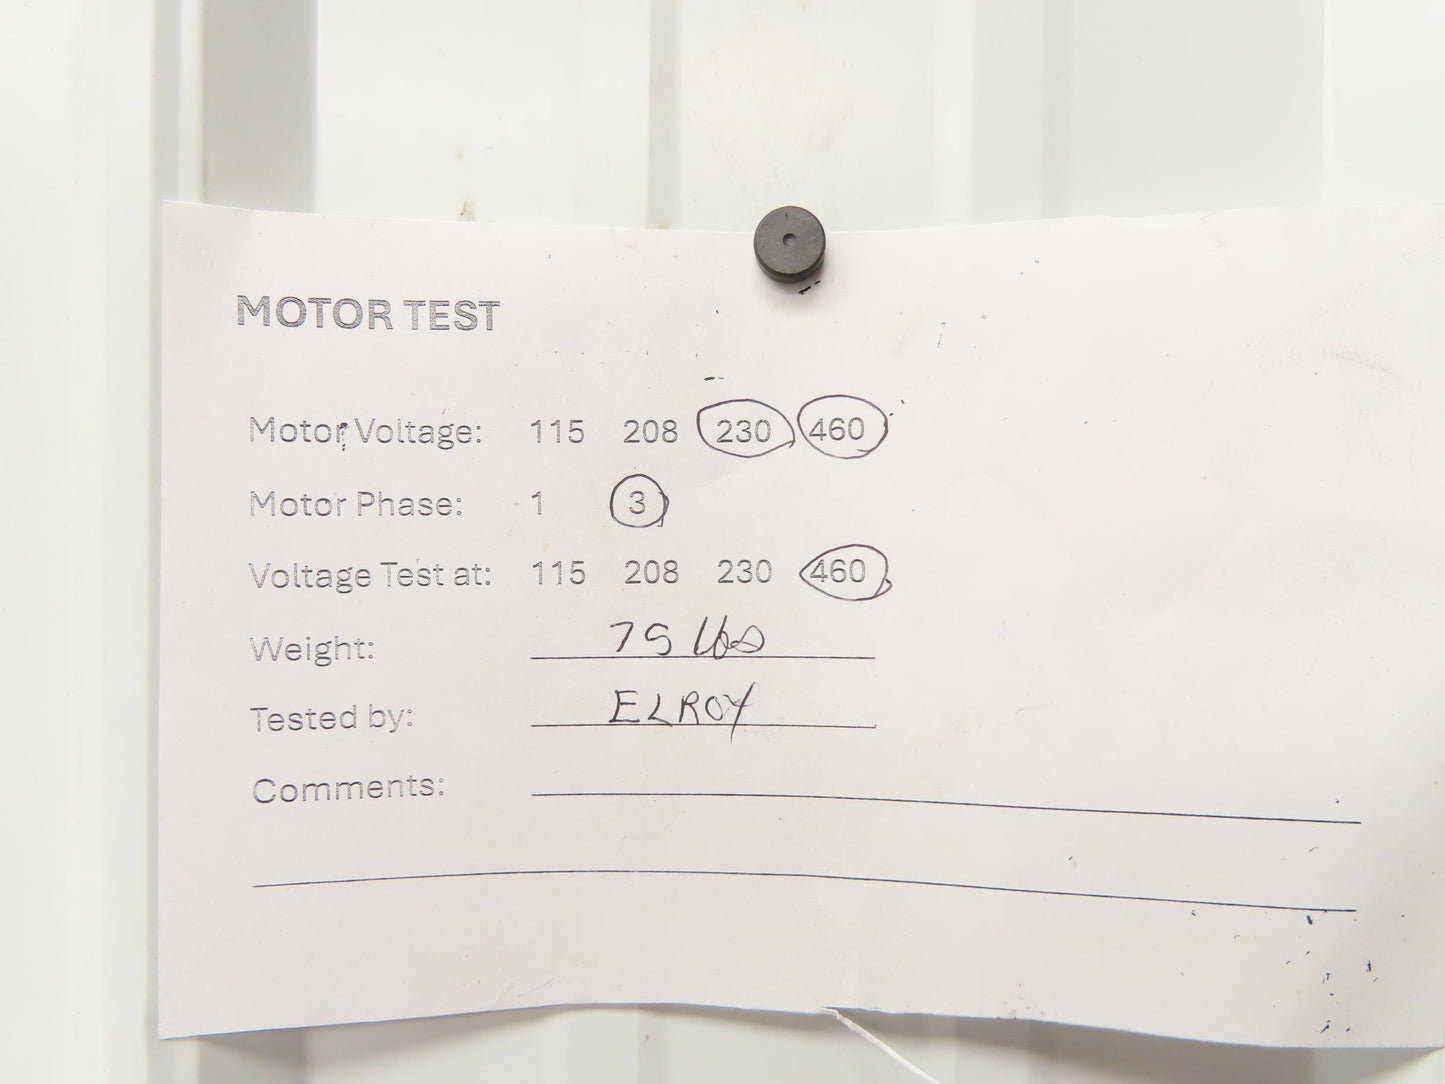 MOTOR TEST
Motor Voltage: 115 208 230 460
Motor Phase: 1 3
Voltage Test at: 115 208 230 460
Weight: 75 lbs
Tested by: ELROY
Comments: